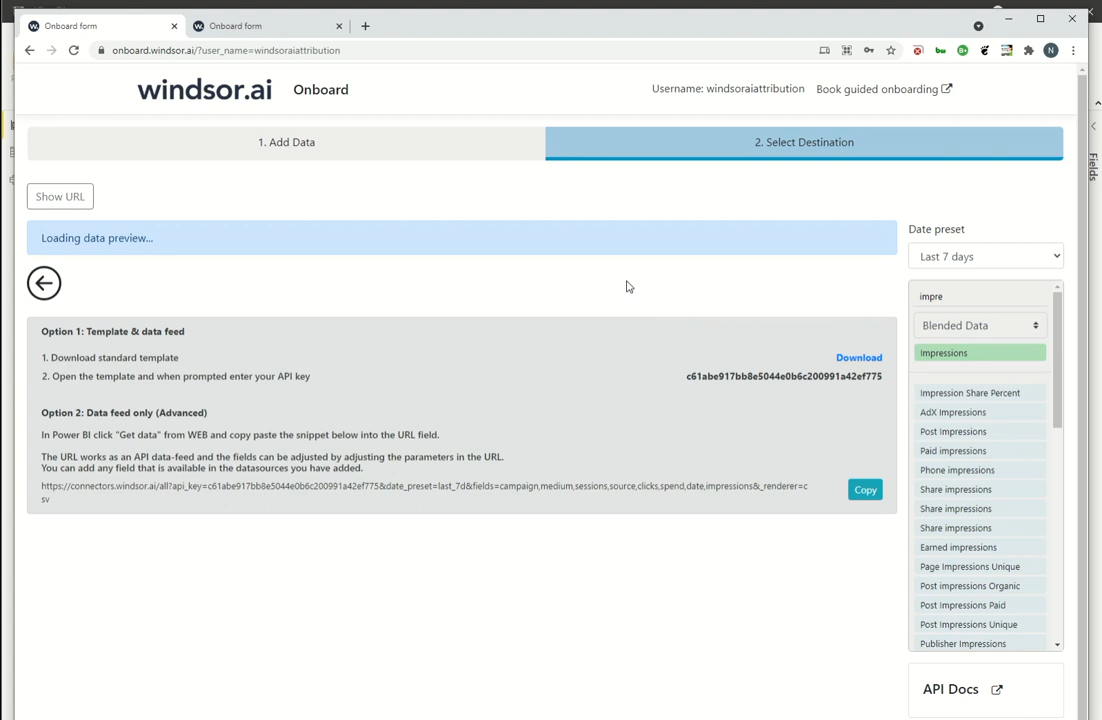 Onboard form
Onboard form
onboard.windsor.ai/?user_name=windsoraiattribution
windsor.ai
Onboard
Username: windsoraiattribution
Book guided onboarding
1. Add Data
2. Select Destination
Show URL
Loading data preview...
Date preset
Last 7 days
Option 1: Template & data feed
1. Download standard template
Download
2. Open the template and when prompted enter your API key
c61abe917bb8e5044e0b6c200991a42ef775
Option 2: Data feed only (Advanced)
In Power BI click "Get data" from WEB and copy paste the snippet below into the URL field.
The URL works as an API data-feed and the fields can be adjusted by adjusting the parameters in the URL.
You can add any field that is available in the datasources you have added.
https://connectors.windsor.ai/all?api_key=c61abe917bb8e5044e0b6c200991a42ef775&date_preset=last_7d&fields=campaign,medium,sessions,source,clicks,spend,date,impressions&_renderer=c
sv
Copy
impre
Blended Data
Impressions
Impression Share Percent
AdX Impressions
Post Impressions
Paid impressions
Phone impressions
Share impressions
Share impressions
Share impressions
Earned impressions
Page Impressions Unique
Post impressions Organic
Post Impressions Paid
Post Impressions Unique
Publisher Impressions
API Docs
Fields